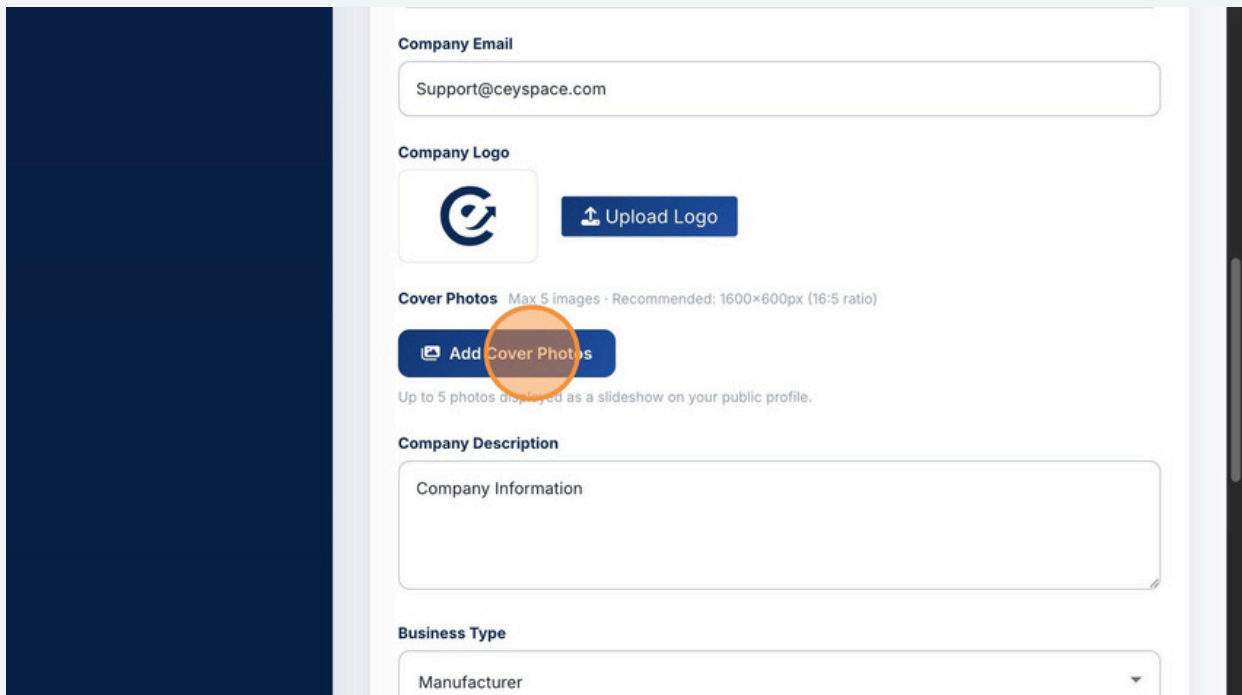 Company Email
Support@ceyspace.com
Company Logo
Upload Logo
Cover Photos Max 5 images · Recommended: 1600×600px (16:5 ratio)
Add Cover Photos
Up to 5 photos displayed as a slideshow on your public profile.
Company Description
Company Information
Business Type
Manufacturer